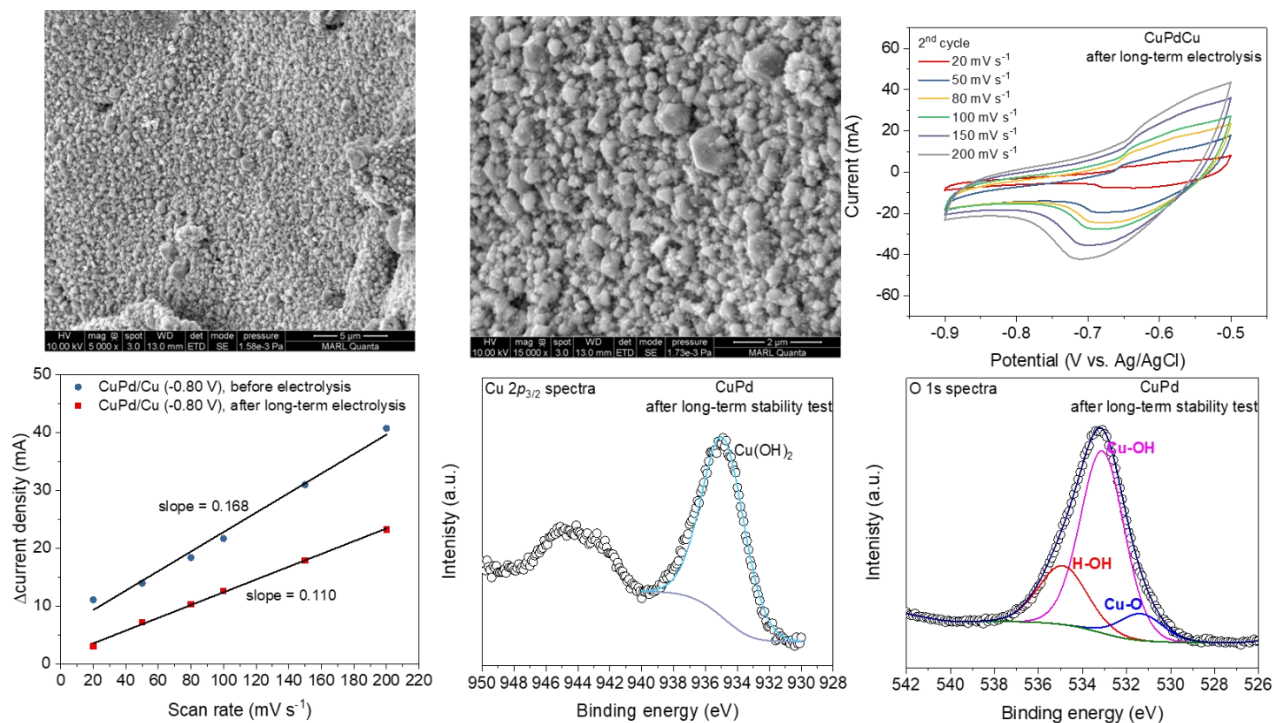 HV mag spot WD det mode pressure 5 µm
10.00 kV 5 000 x 3.0 13.0 mm ETD SE 1.58e-3 Pa MARL Quanta
HV mag spot WD det mode pressure 2 µm
10.00 kV 15 000 x 3.0 13.0 mm ETD SE 1.73e-3 Pa MARL Quanta
CuPdCu
after long-term electrolysis
2nd cycle
20 mV s-1
50 mV s-1
80 mV s-1
100 mV s-1
150 mV s-1
200 mV s-1
Current (mA)
60
40
20
0
-20
-40
-60
-0.9 -0.8 -0.7 -0.6 -0.5
Potential (V vs. Ag/AgCl)
CuPd/Cu (-0.80 V), before electrolysis
CuPd/Cu (-0.80 V), after long-term electrolysis
slope = 0.168
slope = 0.110
Δcurrent density (mA)
50
40
30
20
10
0
0 20 40 60 80 100 120 140 160 180 200 220
Scan rate (mV s-1)
Cu 2p3/2 spectra
CuPd
after long-term stability test
Cu(OH)2
Intenisty (a.u.)
950 948 946 944 942 940 938 936 934 932 930 928
Binding energy (eV)
O 1s spectra
CuPd
after long-term stability test
Cu-OH
H-OH
Cu-O
Intenisty (a.u.)
542 540 538 536 534 532 530 528 526
Binding energy (eV)